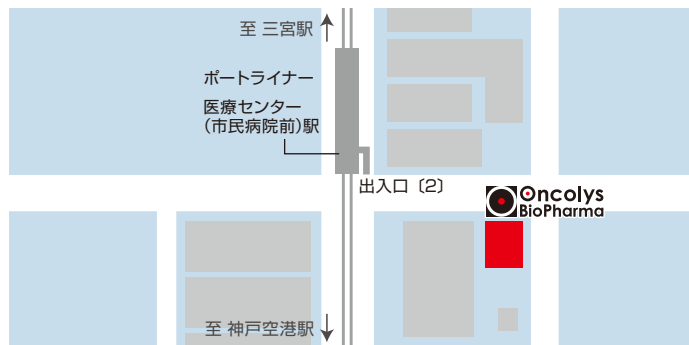 至 三宮駅
ポートライナー
医療センター
(市民病院前)駅
出入口〔2〕
Oncolys
BioPharma
至 神戸空港駅